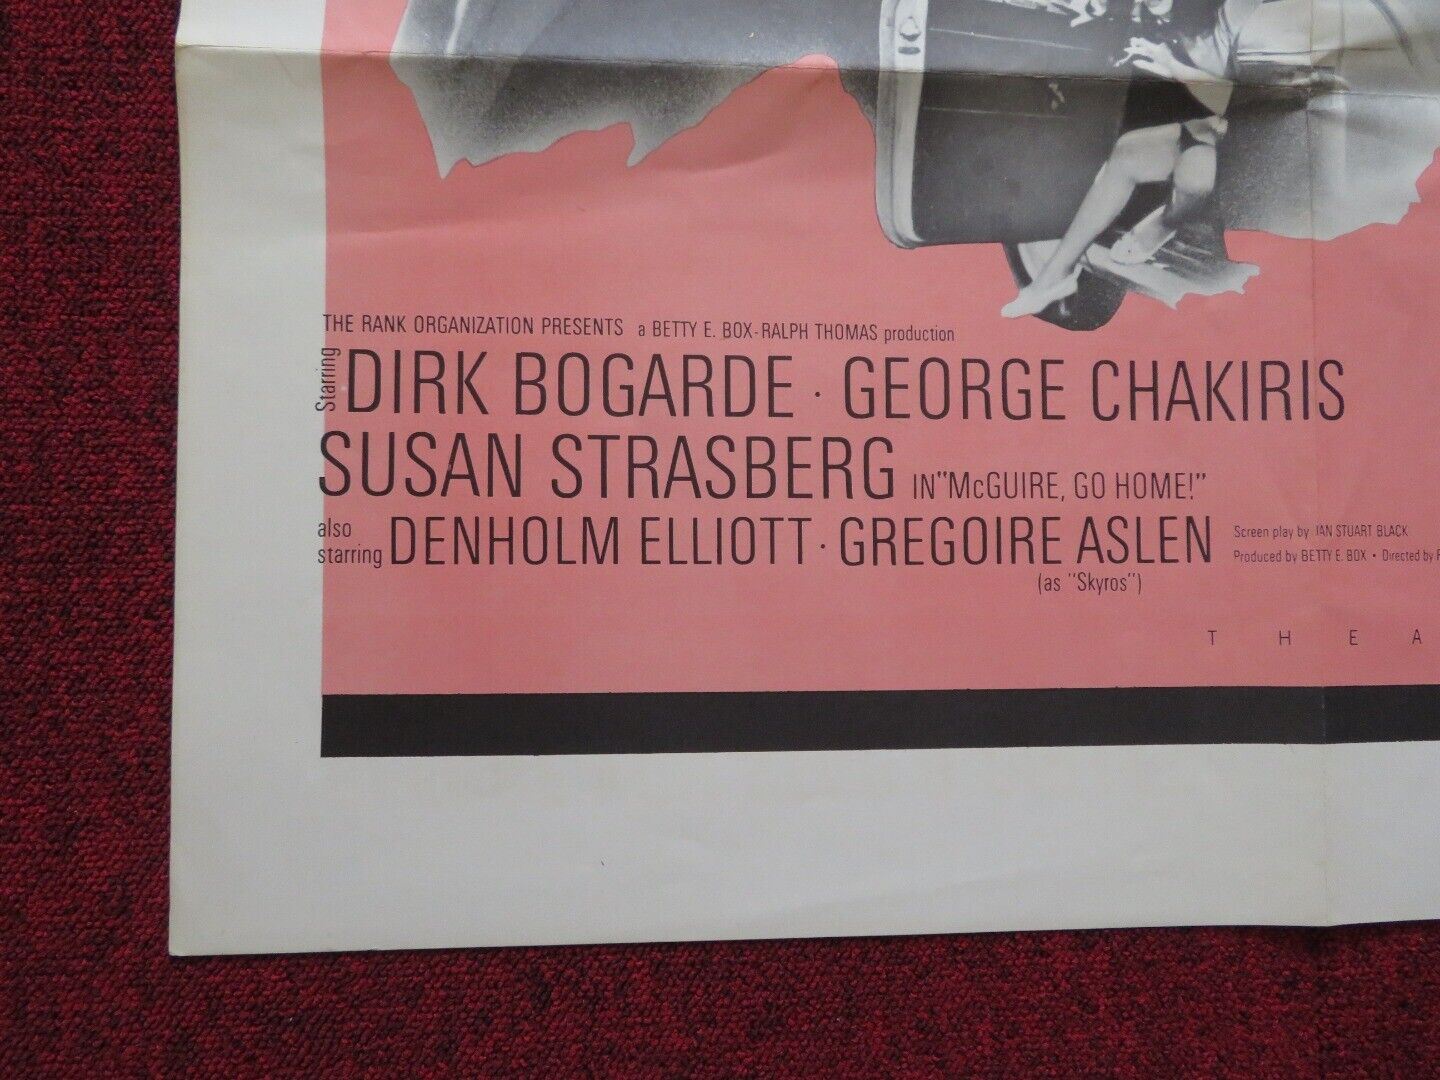 THE RANK ORGANIZATION PRESENTS a BETTY E. BOX-RALPH THOMAS production
Starring DIRK BOGARDE · GEORGE CHAKIRIS
SUSAN STRASBERG IN "McGUIRE, GO HOME!"
also starring DENHOLM ELLIOTT · GREGOIRE ASLEN
(as "Skyros")
Screen play by IAN STUART BLACK
Produced by BETTY E. BOX · Directed by
T H E A